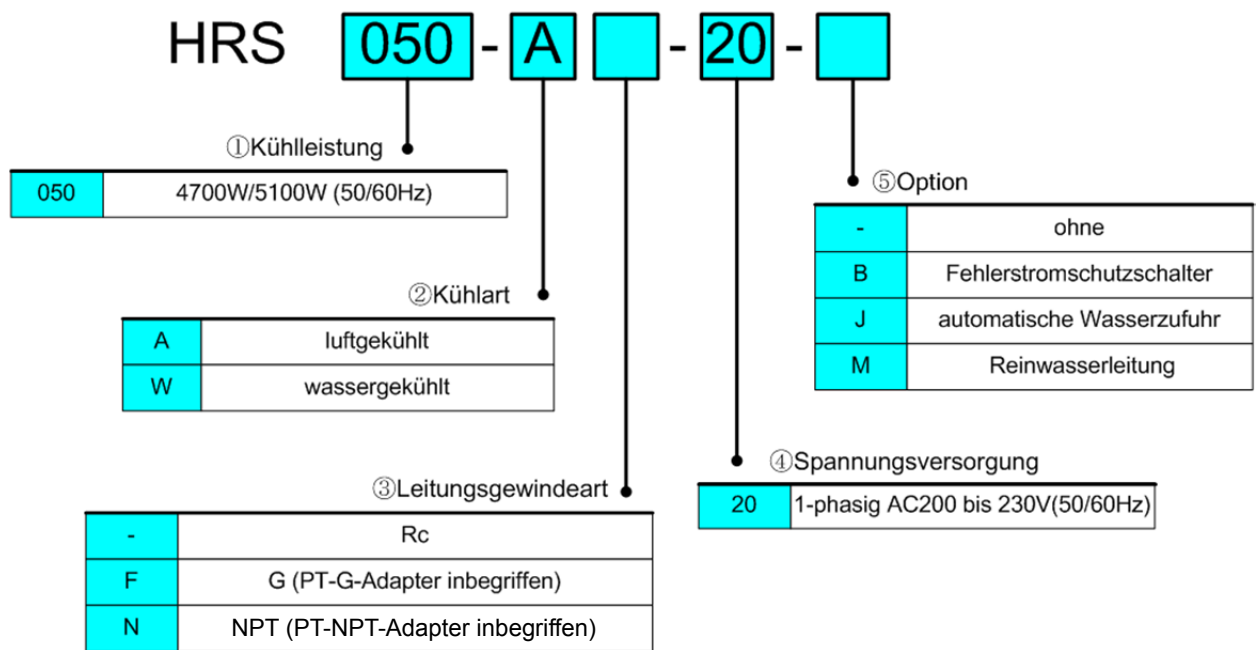 HRS 050 - A - 20 -
①Kühlleistung
050 4700W/5100W (50/60Hz)
⑤Option
- ohne
B Fehlerstromschutzschalter
J automatische Wasserzufuhr
M Reinwasserleitung
②Kühlart
A luftgekühlt
W wassergekühlt
④Spannungsversorgung
20 1-phasig AC200 bis 230V(50/60Hz)
③Leitungsgewindeart
- Rc
F G (PT-G-Adapter inbegriffen)
N NPT (PT-NPT-Adapter inbegriffen)